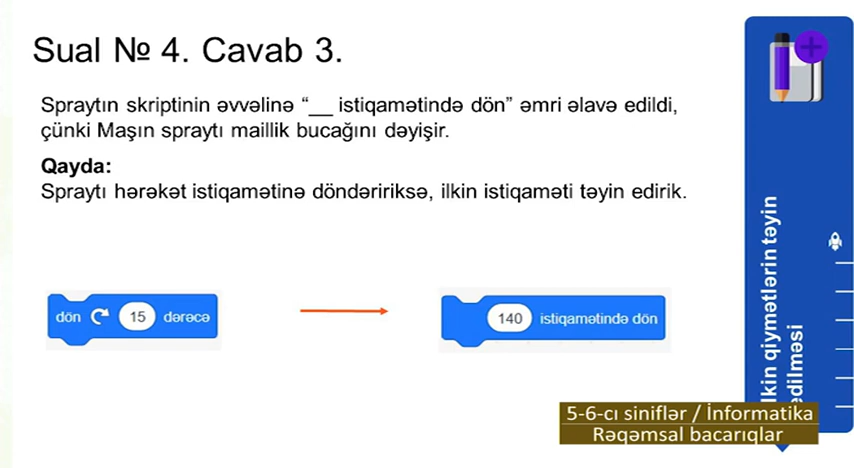 Sual № 4. Cavab 3.
Spraytın skriptinin əvvəlinə “__ istiqamətində dön” əmri əlavə edildi,
çünki Maşın spraytı maillik bucağını dəyişir.
Qayda:
Spraytı hərəkət istiqamətinə döndəririksə, ilkin istiqaməti təyin edirik.
dön 15 dərəcə
140 istiqamətində dön
lkin qiymətlərin təyin
edilməsi
5-6-cı siniflər / İnformatika
Rəqəmsal bacarıqlar